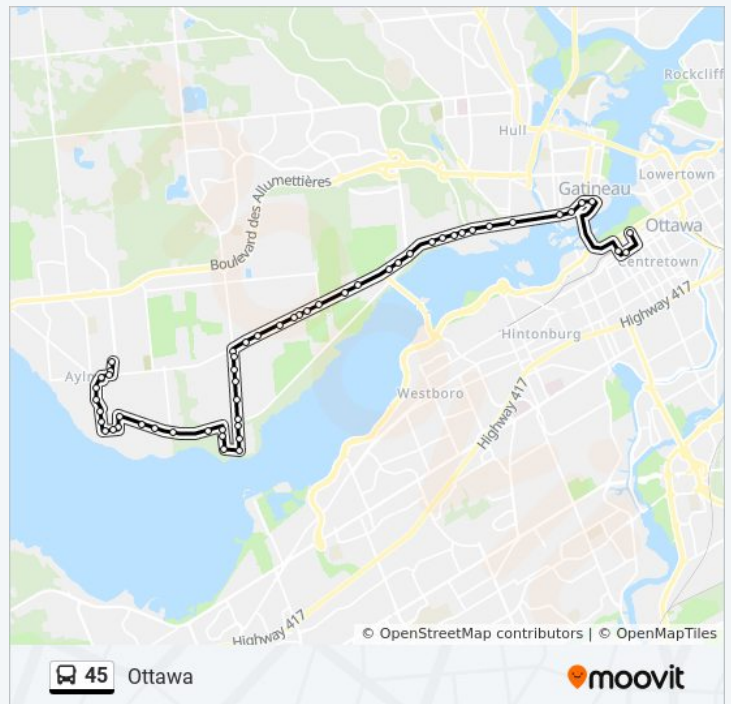 Rockcliff
Hull
Lowertown
Gatineau
Boulevard des Allumettières
Ottawa
Centretown
Highway 417
Hintonburg
Aylm
Westboro
Highway 417
Highway 417
© OpenStreetMap contributors | © OpenMapTiles
45 Ottawa
moovit